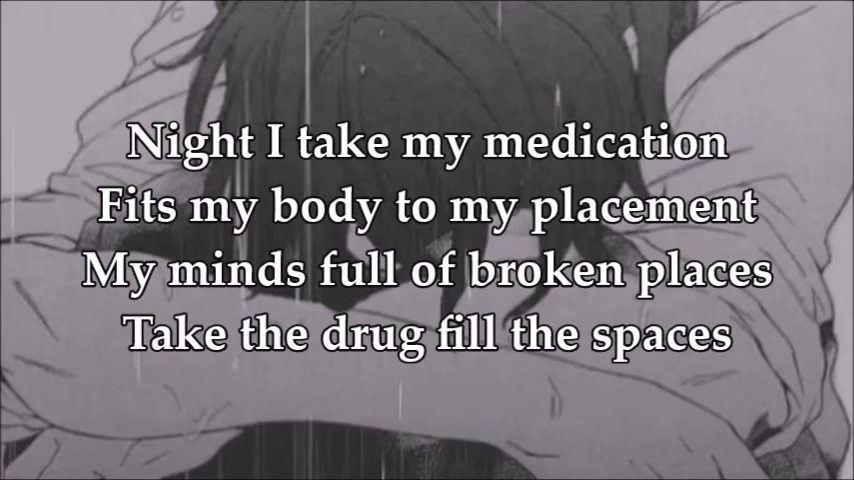 Night I take my medication
Fits my body to my placement
My minds full of broken places
Take the drug fill the spaces